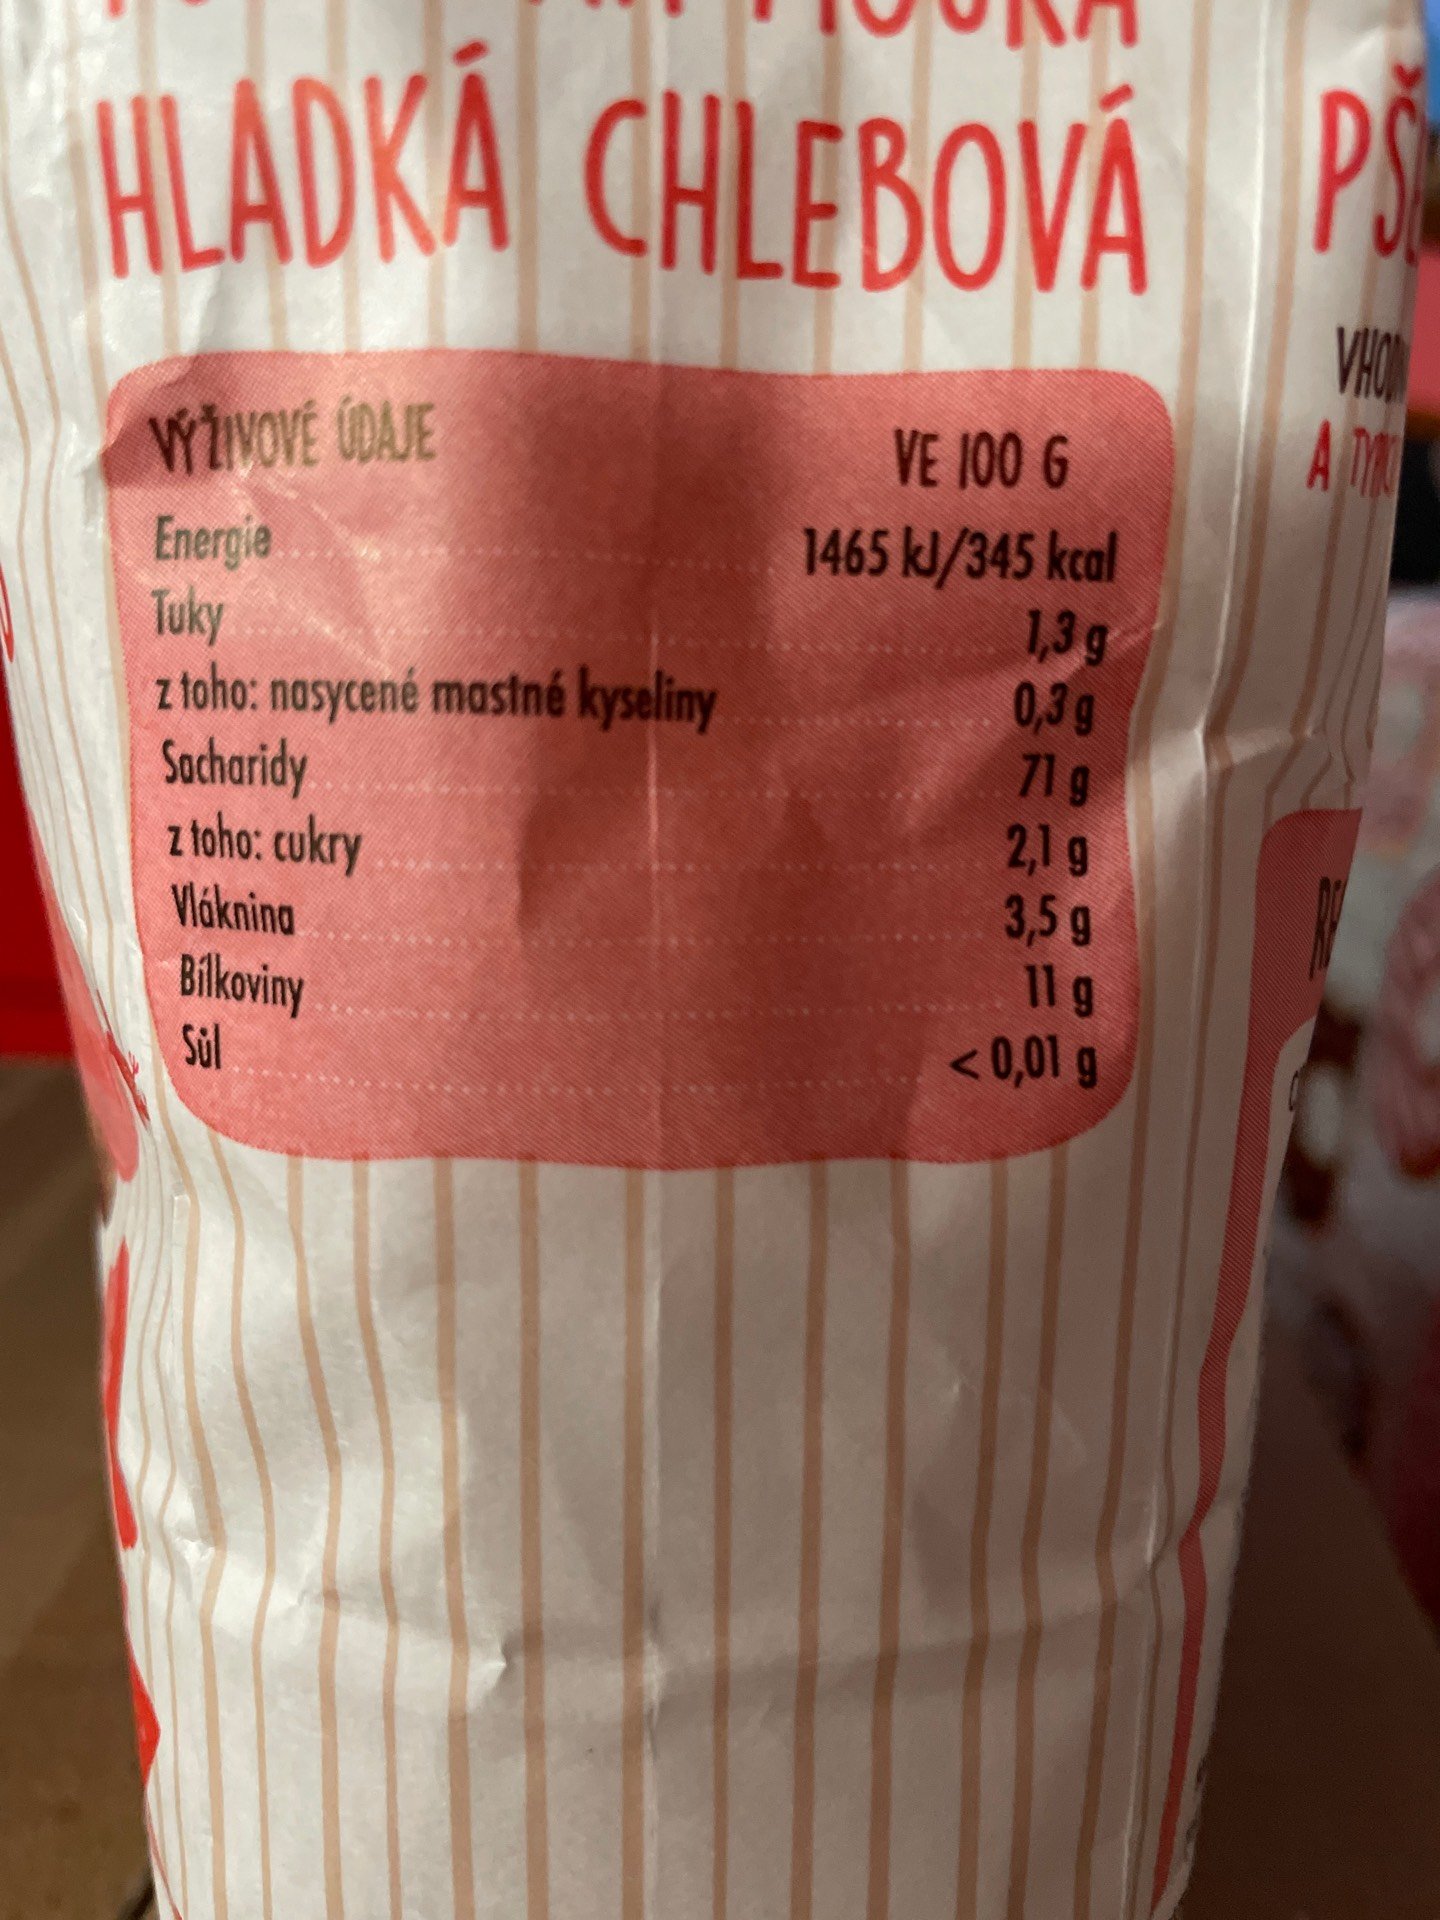 MOUKA
HLADKÁ CHLEBOVÁ
VÝŽIVOVÉ ÚDAJE VE 100 G
Energie 1465 kJ/345 kcal
Tuky 1,3 g
z toho: nasycené mastné kyseliny 0,3 g
Sacharidy 71 g
z toho: cukry 2,1 g
Vláknina 3,5 g
Bílkoviny 11 g
Sůl < 0,01 g
A